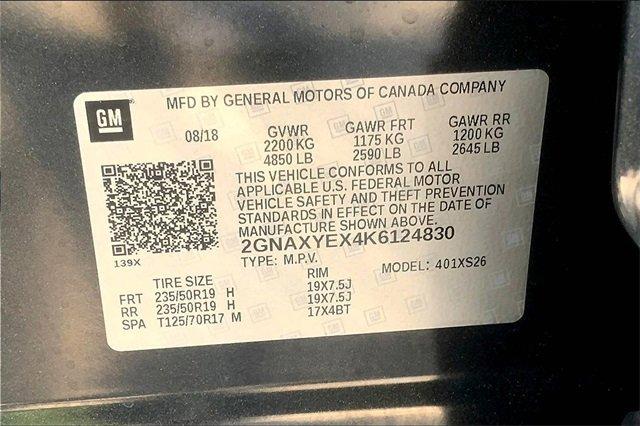 GM
MFD BY GENERAL MOTORS OF CANADA COMPANY
08/18 GVWR GAWR FRT GAWR RR
2200 KG 1175 KG 1200 KG
4850 LB 2590 LB 2645 LB
THIS VEHICLE CONFORMS TO ALL
APPLICABLE U.S. FEDERAL MOTOR
VEHICLE SAFETY AND THEFT PREVENTION
STANDARDS IN EFFECT ON THE DATE OF
MANUFACTURE SHOWN ABOVE.
2GNAXYEX4K6124830
139X TYPE: M.P.V. MODEL: 401XS26
TIRE SIZE RIM
FRT 235/50R19 H 19X7.5J
RR 235/50R19 H 19X7.5J
SPA T125/70R17 M 17X4BT